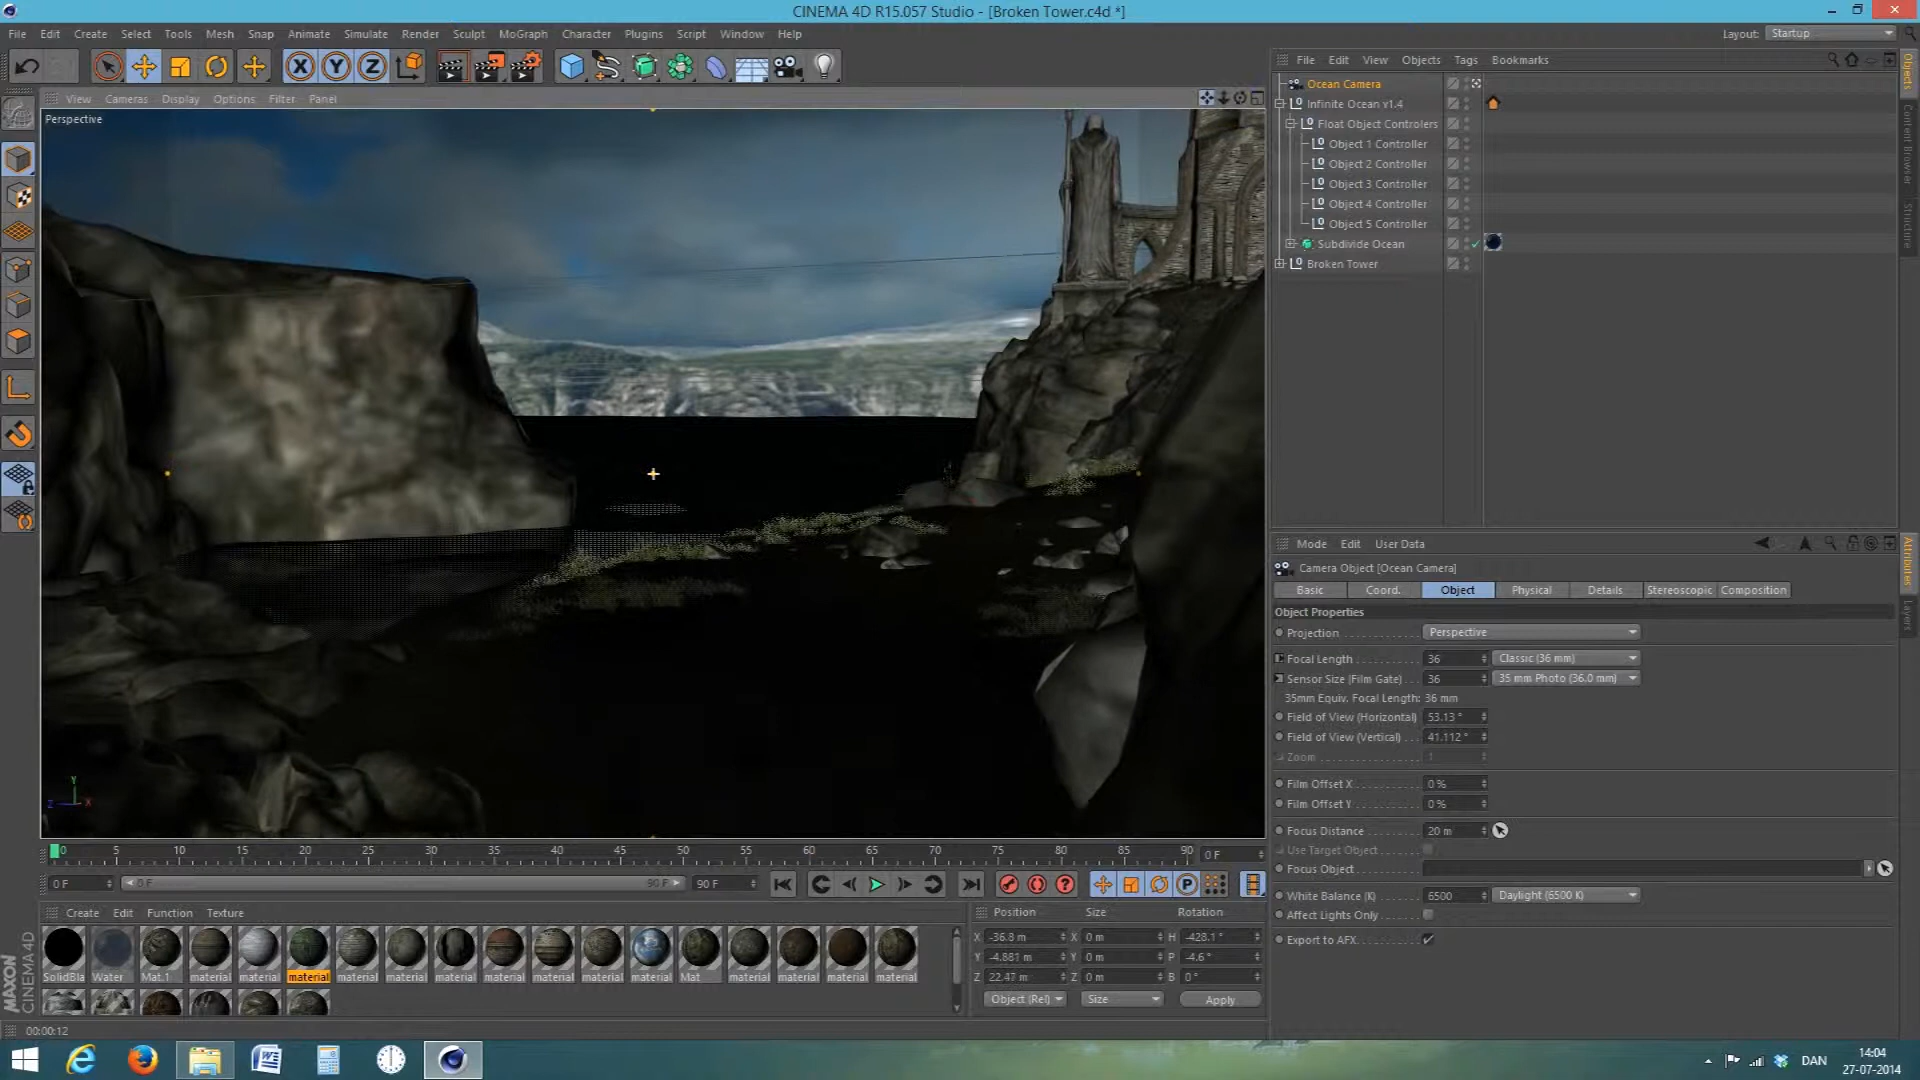 CINEMA 4D R15.057 Studio - [Broken Tower.c4d *]
File Edit Create Select Tools Mesh Snap Animate Simulate Render Sculpt MoGraph Character Plugins Script Window Help
Layout: Startup
X Y Z
File Edit View Objects Tags Bookmarks
View Cameras Display Options Filter Panel
Perspective
Ocean Camera
Infinite Ocean v1.4
Float Object Controlers
Object 1 Controller
Object 2 Controller
Object 3 Controller
Object 4 Controller
Object 5 Controller
Subdivide Ocean
Broken Tower
Objects
Content Browser
Structure
Mode Edit User Data
Camera Object [Ocean Camera]
Basic Coord. Object Physical Details Stereoscopic Composition
Object Properties
Projection Perspective
Focal Length 36 Classic (36 mm)
Sensor Size (Film Gate) 36 35 mm Photo (36.0 mm)
35mm Equiv. Focal Length: 36 mm
Field of View (Horizontal) 53.13 °
Field of View (Vertical) 41.112 °
Zoom 1
Film Offset X 0 %
Film Offset Y 0 %
Focus Distance 20 m
Use Target Object
Focus Object
White Balance (K) 6500 Daylight (6500 K)
Affect Lights Only
Export to AFX
Attributes
Layers
Y
Z X
0 5 10 15 20 25 30 35 40 45 50 55 60 65 70 75 80 85 90 0 F
0 F 0 F 90 F 90 F
Create Edit Function Texture
SolidBla Water Mat.1 material material material material material material material material material material Mat material material material material
Position Size Rotation
X -36.8 m X 0 m H -428.1 °
Y -4.881 m Y 0 m P -4.6 °
Z 22.47 m Z 0 m B 0 °
Object (Rel) Size Apply
MAXON
CINEMA 4D
00:00:12
DAN
14:04
27-07-2014